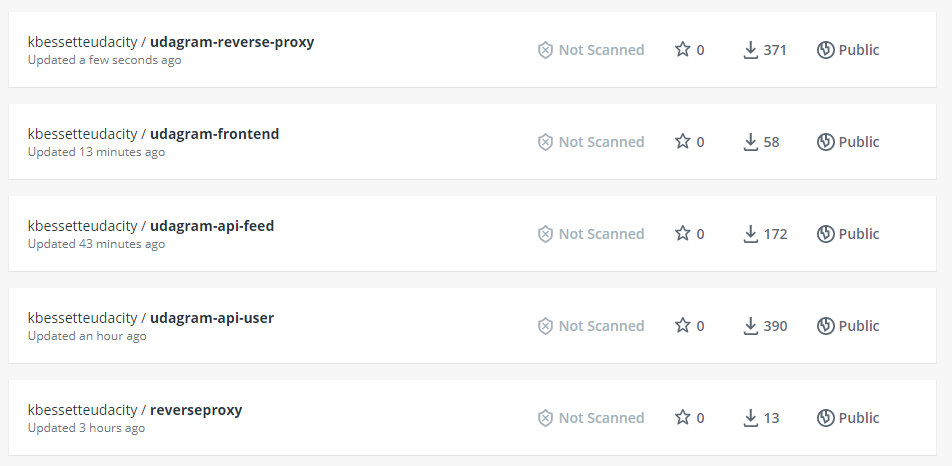 kbessetteudacity / udagram-reverse-proxy Not Scanned 0 371 Public
Updated a few seconds ago
kbessetteudacity / udagram-frontend Not Scanned 0 58 Public
Updated 13 minutes ago
kbessetteudacity / udagram-api-feed Not Scanned 0 172 Public
Updated 43 minutes ago
kbessetteudacity / udagram-api-user Not Scanned 0 390 Public
Updated an hour ago
kbessetteudacity / reverseproxy Not Scanned 0 13 Public
Updated 3 hours ago